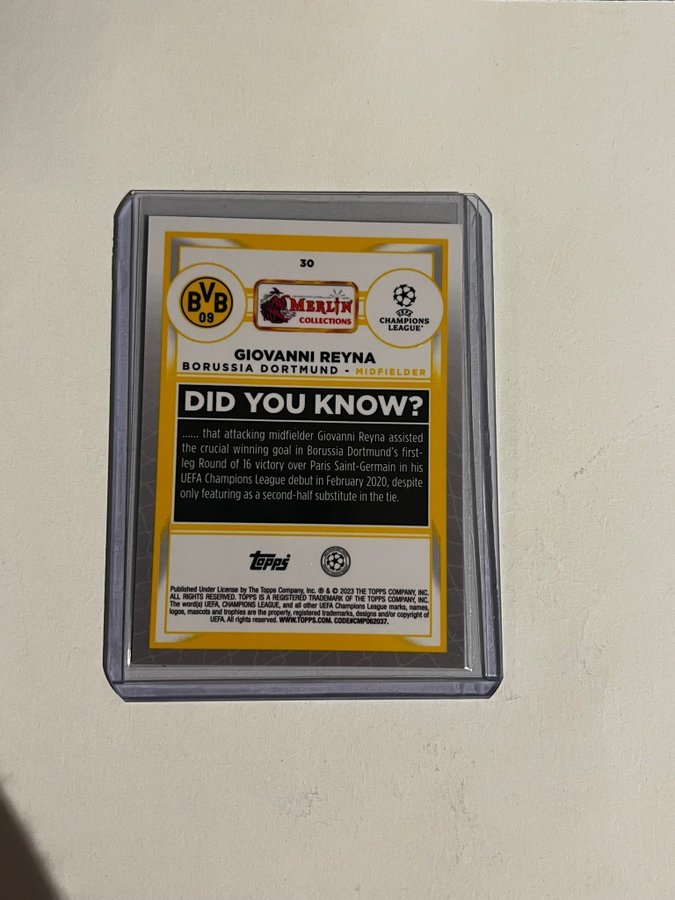 30
BVB
09
MERLIN
COLLECTIONS
UEFA
CHAMPIONS
LEAGUE
GIOVANNI REYNA
BORUSSIA DORTMUND - MIDFIELDER
DID YOU KNOW?
...... that attacking midfielder Giovanni Reyna assisted
the crucial winning goal in Borussia Dortmund's first-
leg Round of 16 victory over Paris Saint-Germain in his
UEFA Champions League debut in February 2020, despite
only featuring as a second-half substitute in the tie.
topps
Published Under License by The Topps Company, Inc. ® & © 2023 THE TOPPS COMPANY, INC.
ALL RIGHTS RESERVED. TOPPS IS A REGISTERED TRADEMARK OF THE TOPPS COMPANY, INC.
The word(s) UEFA, CHAMPIONS LEAGUE, and all other UEFA Champions League marks, names,
logos, mascots and trophies are the property, registered trademarks, designs and/or copyright of
UEFA. All rights reserved. WWW.TOPPS.COM. CODE#CMP062037.